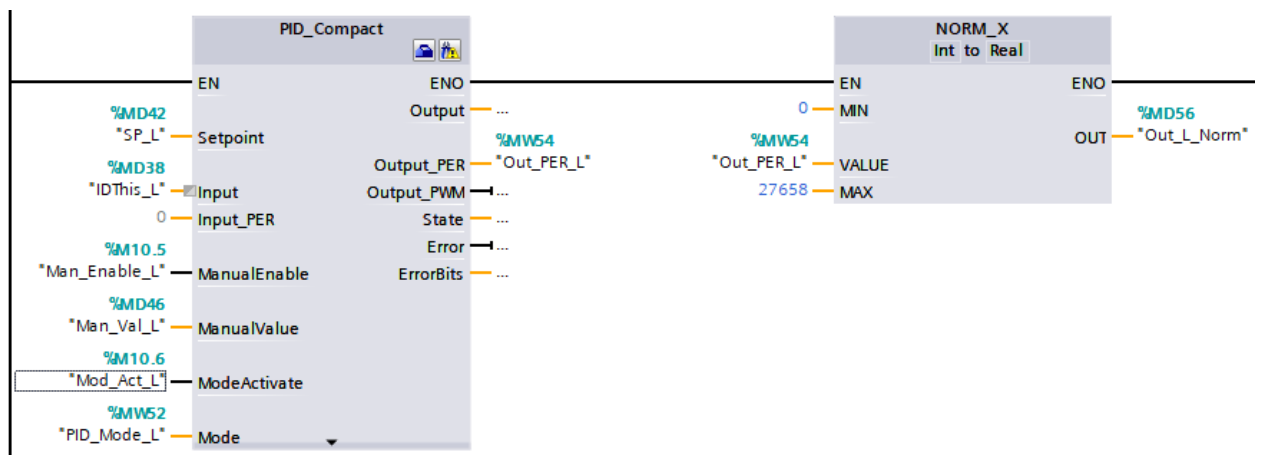 PID_Compact
EN
ENO
Output
...
%MD42
"SP_L"
Setpoint
%MW54
Output_PER
"Out_PER_L"
%MD38
"IDThis_L"
Input
Output_PWM
...
0
Input_PER
State
...
%M10.5
"Man_Enable_L"
ManualEnable
Error
...
ErrorBits
...
%MD46
"Man_Val_L"
ManualValue
%M10.6
"Mod_Act_L"
ModeActivate
%MW52
"PID_Mode_L"
Mode
NORM_X
Int to Real
EN
ENO
0
MIN
%MD56
OUT
"Out_L_Norm"
%MW54
"Out_PER_L"
VALUE
27658
MAX